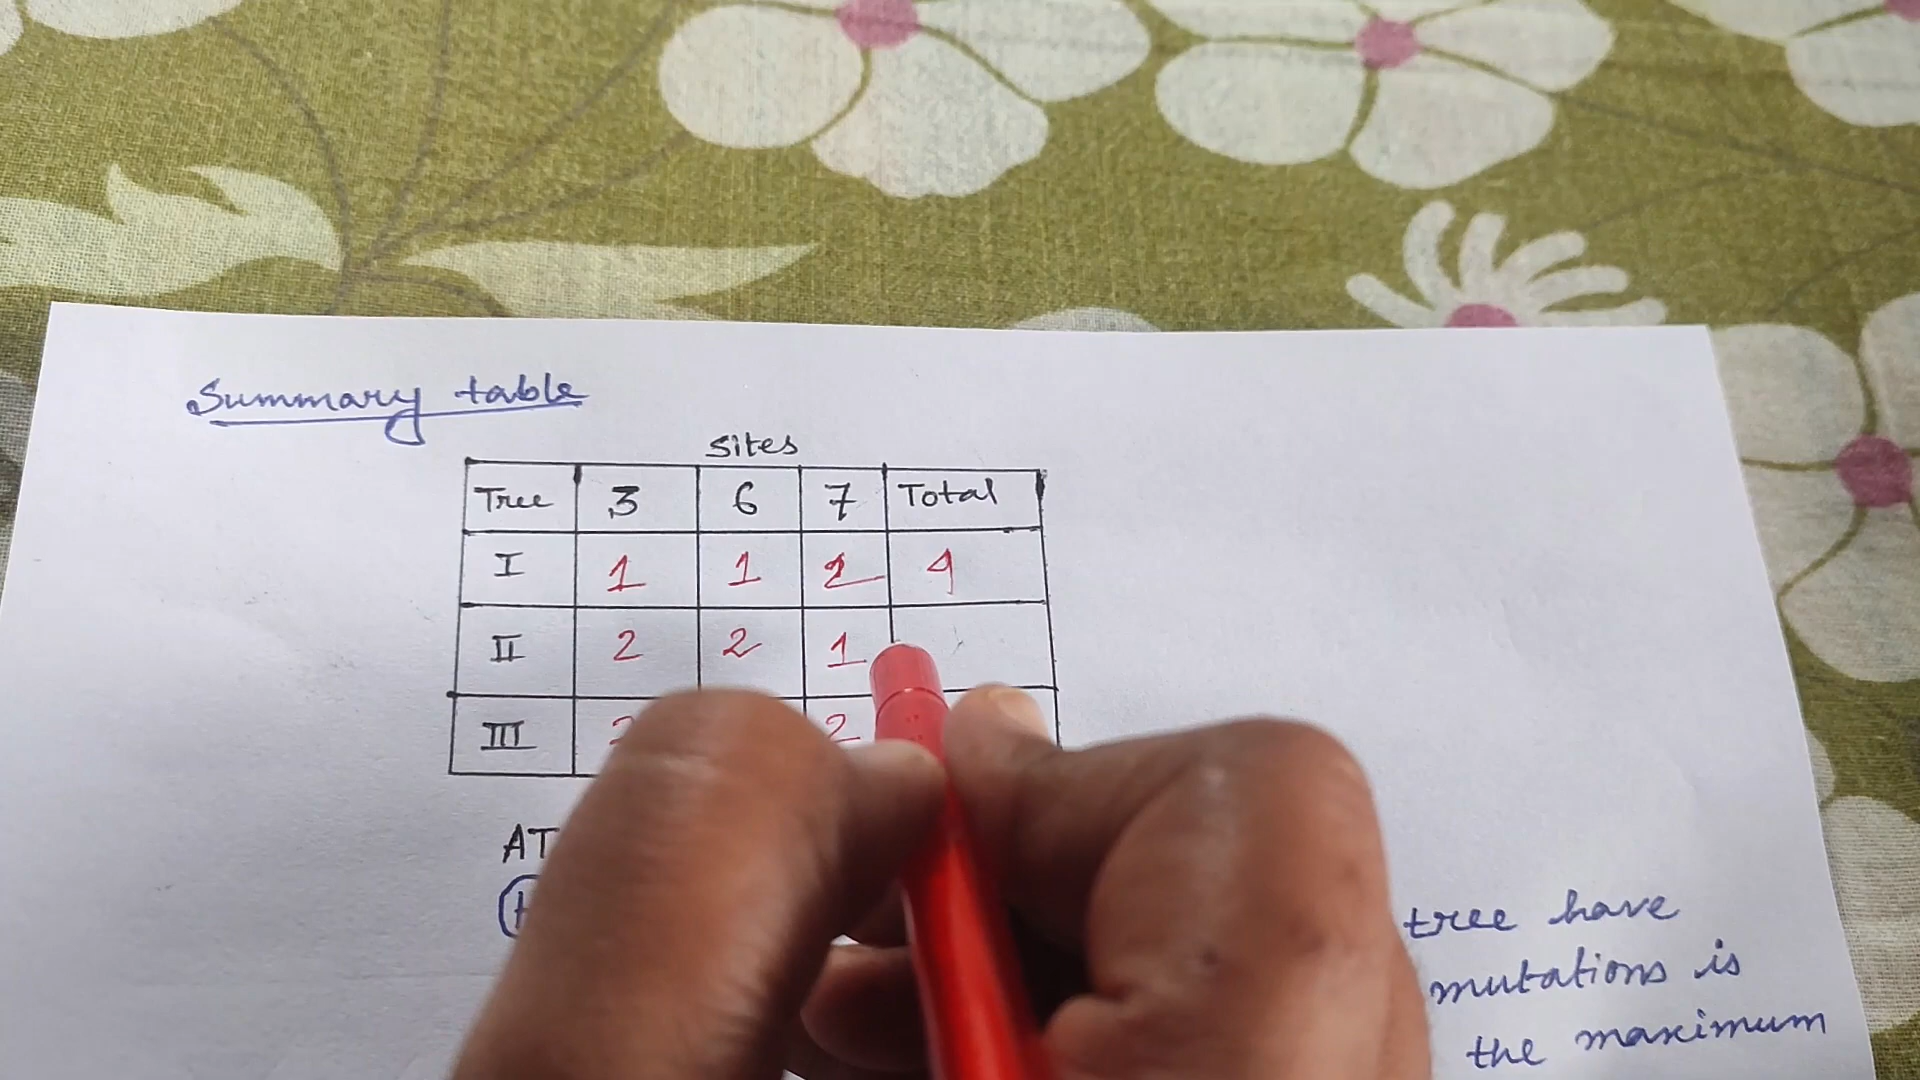 Summary table
Sites
Tree 3 6 7 Total
I 1 1 2 4
II 2 2 1
III 2
AT
tree have
mutations is
the maximum